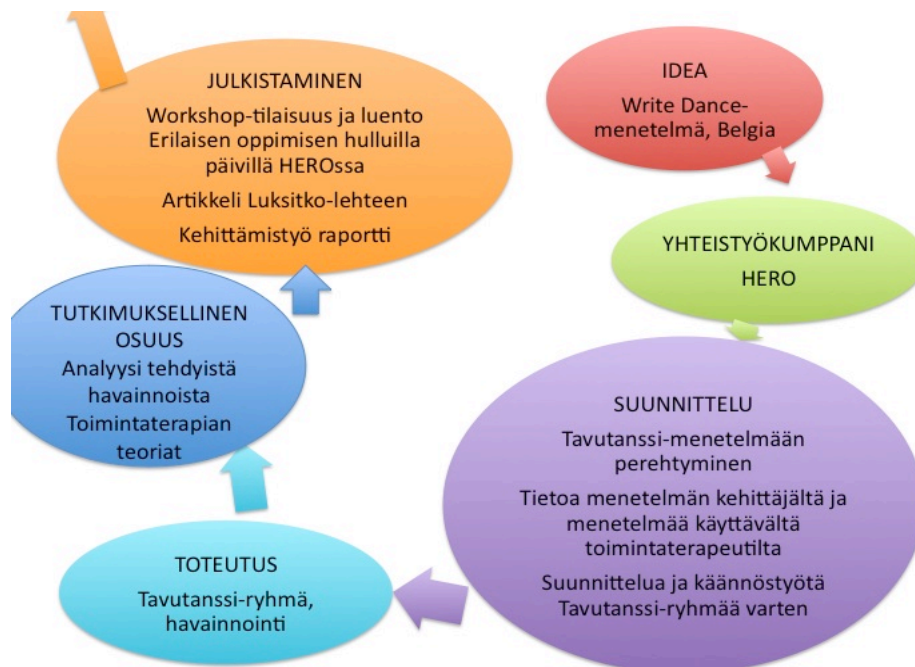 IDEA
Write Dance-
menetelmä, Belgia
YHTEISTYÖKUMPPANI
HERO
SUUNNITTELU
Tavutanssi-menetelmään
perehtyminen
Tietoa menetelmän kehittäjältä ja
menetelmää käyttävältä
toimintaterapeutilta
Suunnittelua ja käännöstyötä
Tavutanssi-ryhmää varten
TOTEUTUS
Tavutanssi-ryhmä,
havainnointi
TUTKIMUKSELLINEN
OSUUS
Analyysi tehdyistä
havainnoista
Toimintaterapian
teoriat
JULKISTAMINEN
Workshop-tilaisuus ja luento
Erilaisen oppimisen hulluilla
päivillä HEROssa
Artikkeli Luksitko-lehteen
Kehittämistyö raportti